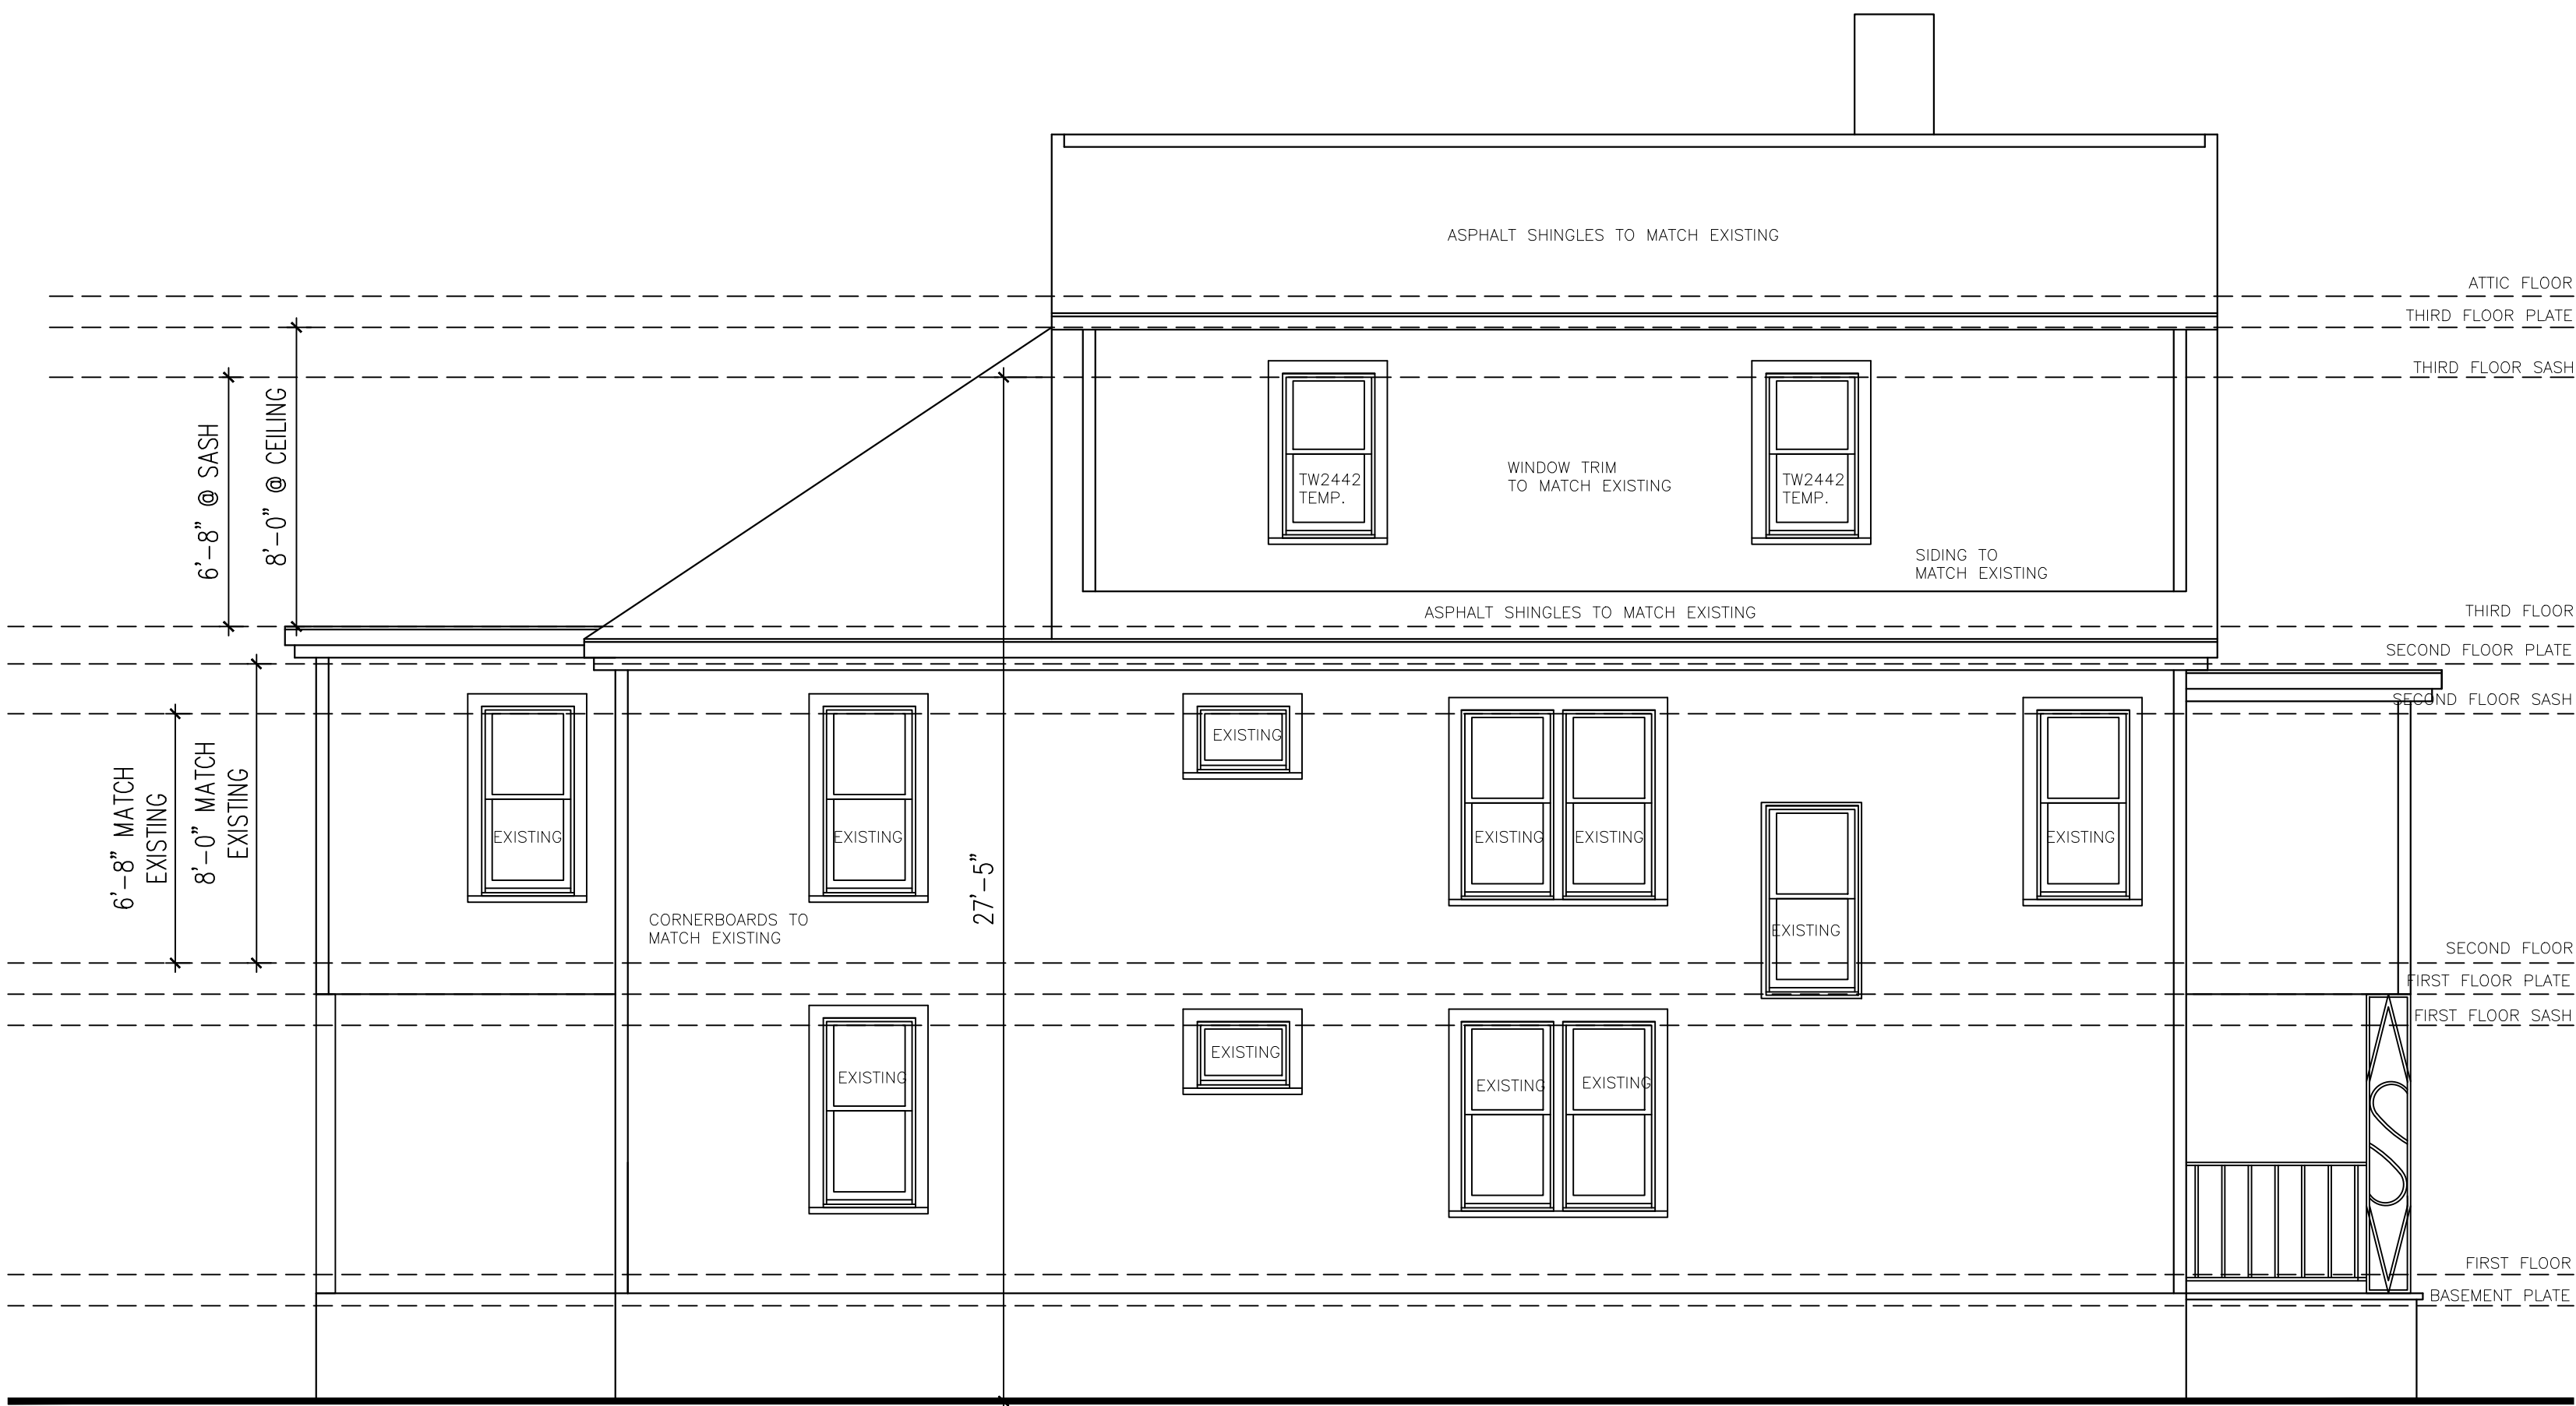 ASPHALT SHINGLES TO MATCH EXISTING
ATTIC FLOOR
THIRD FLOOR PLATE
THIRD FLOOR SASH
6'-8" @ SASH
8'-0" @ CEILING
TW2442
TEMP.
WINDOW TRIM
TO MATCH EXISTING
TW2442
TEMP.
SIDING TO
MATCH EXISTING
ASPHALT SHINGLES TO MATCH EXISTING
THIRD FLOOR
SECOND FLOOR PLATE
SECOND FLOOR SASH
6'-8" MATCH
EXISTING
8'-0" MATCH
EXISTING
EXISTING
EXISTING
EXISTING
EXISTING
EXISTING
EXISTING
EXISTING
CORNERBOARDS TO
MATCH EXISTING
27'-5"
SECOND FLOOR
FIRST FLOOR PLATE
FIRST FLOOR SASH
EXISTING
EXISTING
EXISTING
EXISTING
FIRST FLOOR
BASEMENT PLATE